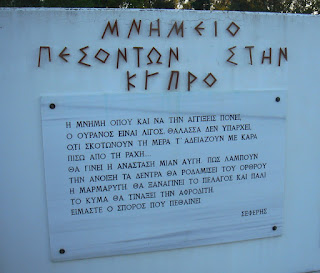 ΜΝΗΜΕΙΟ
ΠΕΣΟΝΤΩΝ ΣΤΗΝ
ΚΥΠΡΟ
Η ΜΝΗΜΗ ΟΠΟΥ ΚΑΙ ΝΑ ΤΗΝ ΑΓΓΙΞΕΙΣ ΠΟΝΕΙ,
Ο ΟΥΡΑΝΟΣ ΕΙΝΑΙ ΛΙΓΟΣ, ΘΑΛΑΣΣΑ ΔΕΝ ΥΠΑΡΧΕΙ,
Ο,ΤΙ ΣΚΟΤΩΝΟΥΝ ΤΗ ΜΕΡΑ Τ' ΑΔΕΙΑΖΟΥΝ ΜΕ ΚΑΡΑ
ΠΙΣΩ ΑΠΟ ΤΗ ΡΑΧΗ...
ΘΑ ΓΙΝΕΙ Η ΑΝΑΣΤΑΣΗ ΜΙΑΝ ΑΥΓΗ, ΠΩΣ ΛΑΜΠΟΥΝ
ΤΗΝ ΑΝΟΙΞΗ ΤΑ ΔΕΝΤΡΑ ΘΑ ΡΟΔΑΜΙΣΕΙ ΤΟΥ ΟΡΘΡΟΥ
Η ΜΑΡΜΑΡΥΓΗ, ΘΑ ΞΑΝΑΓΙΝΕΙ ΤΟ ΠΕΛΑΓΟΣ ΚΑΙ ΠΑΛΙ
ΤΟ ΚΥΜΑ ΘΑ ΤΙΝΑΞΕΙ ΤΗΝ ΑΦΡΟΔΙΤΗ.
ΕΙΜΑΣΤΕ Ο ΣΠΟΡΟΣ ΠΟΥ ΠΕΘΑΙΝΕΙ
ΣΕΦΕΡΗΣ